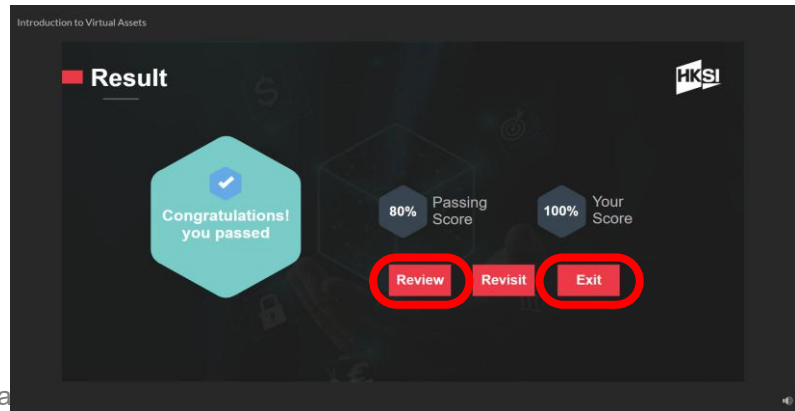 Introduction to Virtual Assets
Result
HKSI
Congratulations!
you passed
80%
Passing
Score
100%
Your
Score
Review
Revisit
Exit